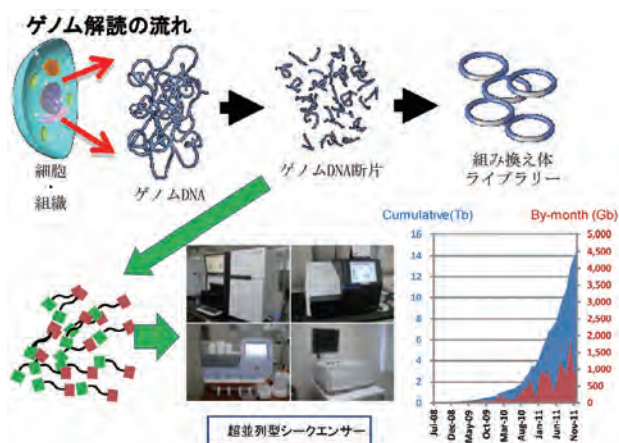 ゲノム解読の流れ
細胞
・
組織
ゲノムDNA
ゲノムDNA断片
組み換え体
ライブラリー
Cumulative(Tb)
By-month (Gb)
16
14
12
10
8
6
4
2
0
5,000
4,500
4,000
3,500
3,000
2,500
2,000
1,500
1,000
500
0
Jul-08
Dec-08
May-09
Oct-09
Mar-10
Aug-10
Jan-11
Jun-11
Nov-11
超並列型シークエンサー